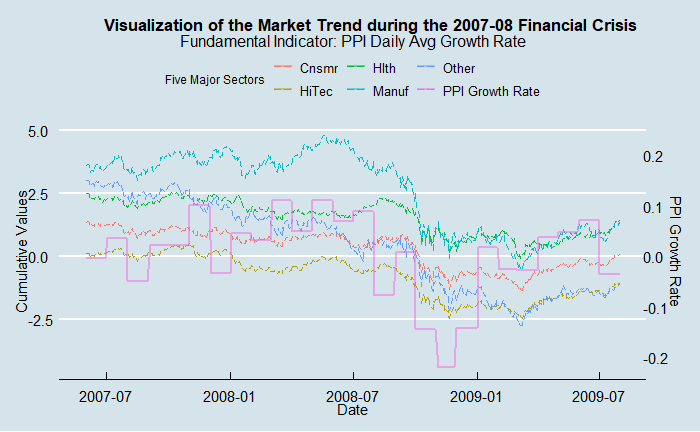 Visualization of the Market Trend during the 2007-08 Financial Crisis
Fundamental Indicator: PPI Daily Avg Growth Rate
Five Major Sectors
Cnsmr Hlth Other
HiTec Manuf PPI Growth Rate
Cumulative Values
5.0
2.5
0.0
-2.5
0.2
0.1
0.0
-0.1
-0.2
PPI Growth Rate
2007-07 2008-01 2008-07 2009-01 2009-07
Date